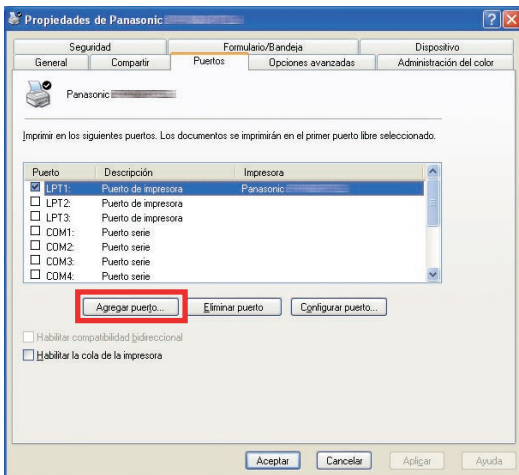 Propiedades de Panasonic
Seguridad Formulario/Bandeja Dispositivo
General Compartir Puertos Opciones avanzadas Administración del color
Panasonic
Imprimir en los siguientes puertos. Los documentos se imprimirán en el primer puerto libre seleccionado.
Puerto Descripción Impresora
LPT1: Puerto de impresora Panasonic
LPT2: Puerto de impresora
LPT3: Puerto de impresora
COM1: Puerto serie
COM2: Puerto serie
COM3: Puerto serie
COM4: Puerto serie
Agregar puerto... Eliminar puerto Configurar puerto...
Habilitar compatibilidad bidireccional
Habilitar la cola de la impresora
Aceptar Cancelar Aplicar Ayuda